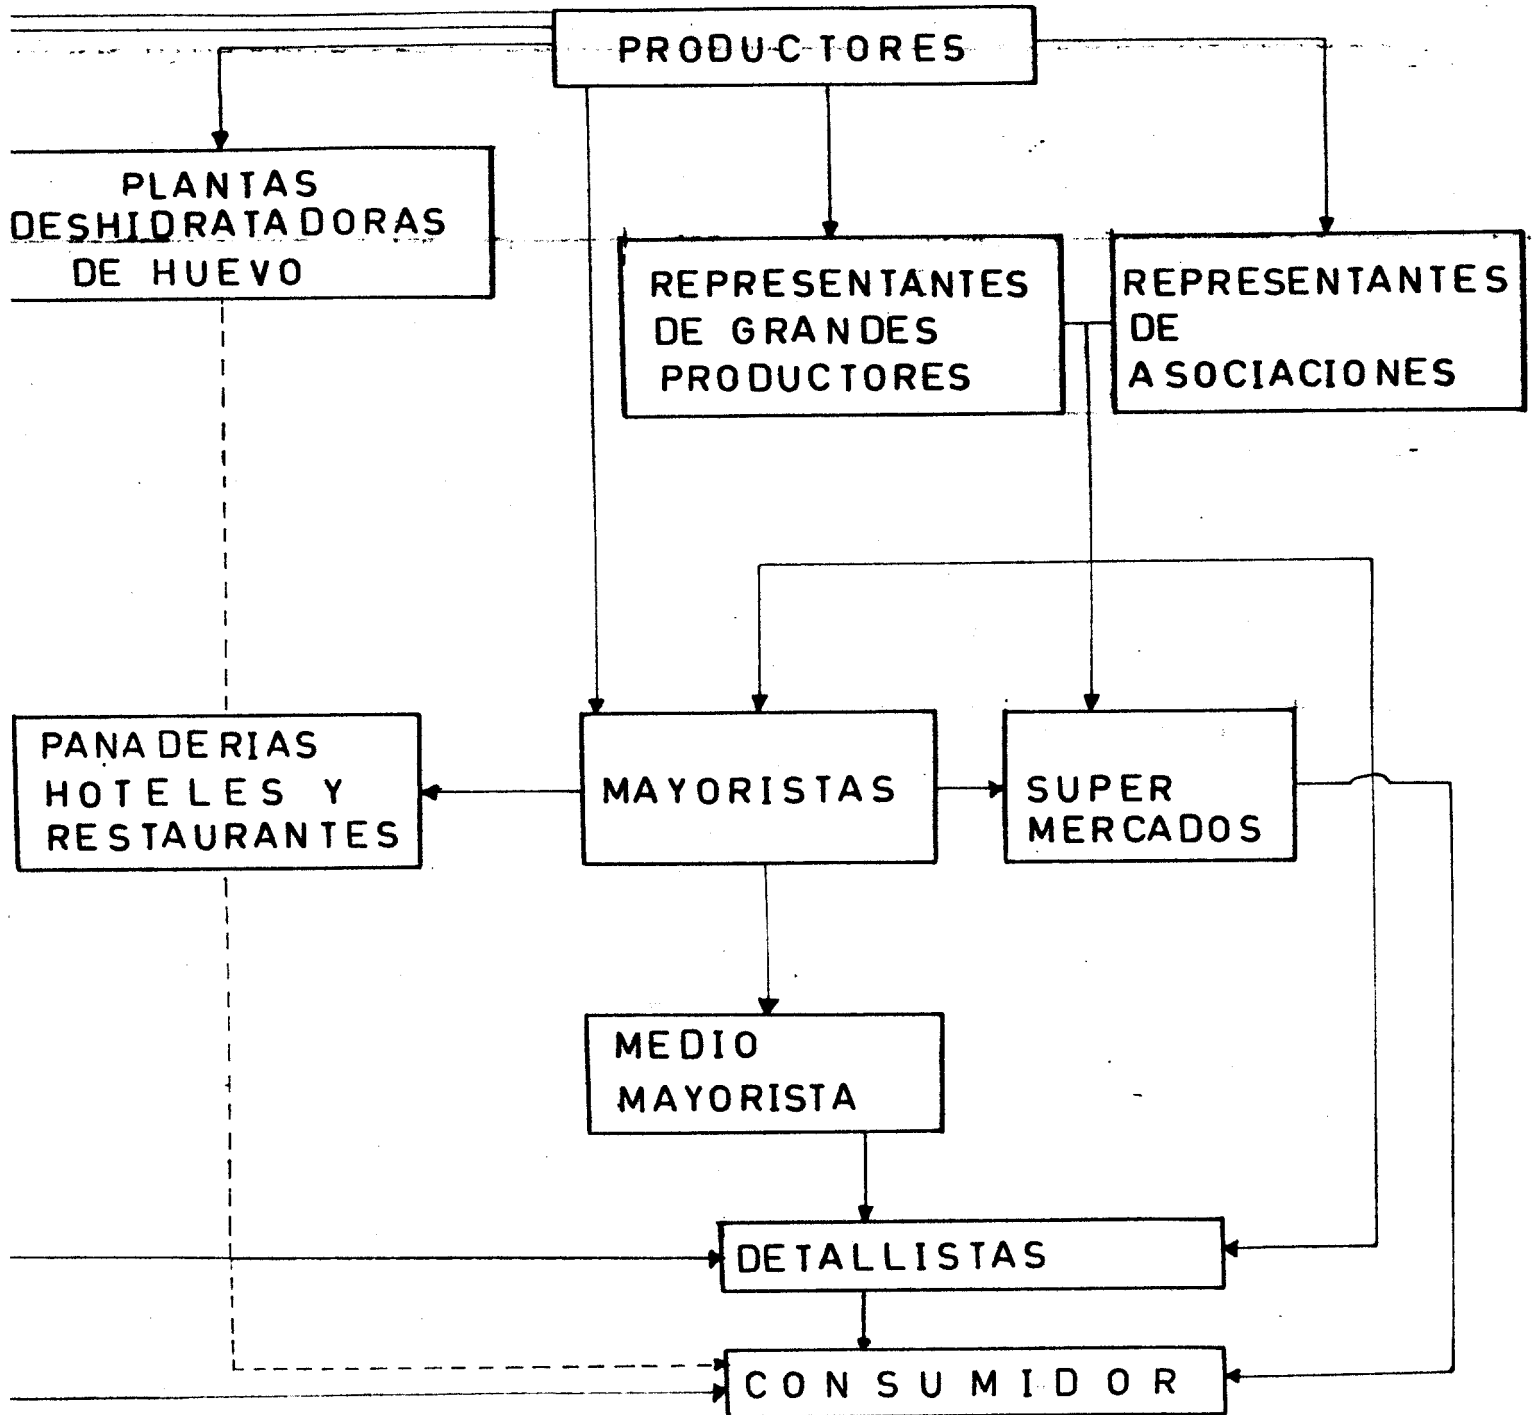 PRODUCTORES
PLANTAS
DESHIDRATADORAS
DE HUEVO
REPRESENTANTES
DE GRANDES
PRODUCTORES
REPRESENTANTES
DE
ASOCIACIONES
PANADERIAS
HOTELES Y
RESTAURANTES
MAYORISTAS
SUPER
MERCADOS
MEDIO
MAYORISTA
DETALLISTAS
CONSUMIDOR